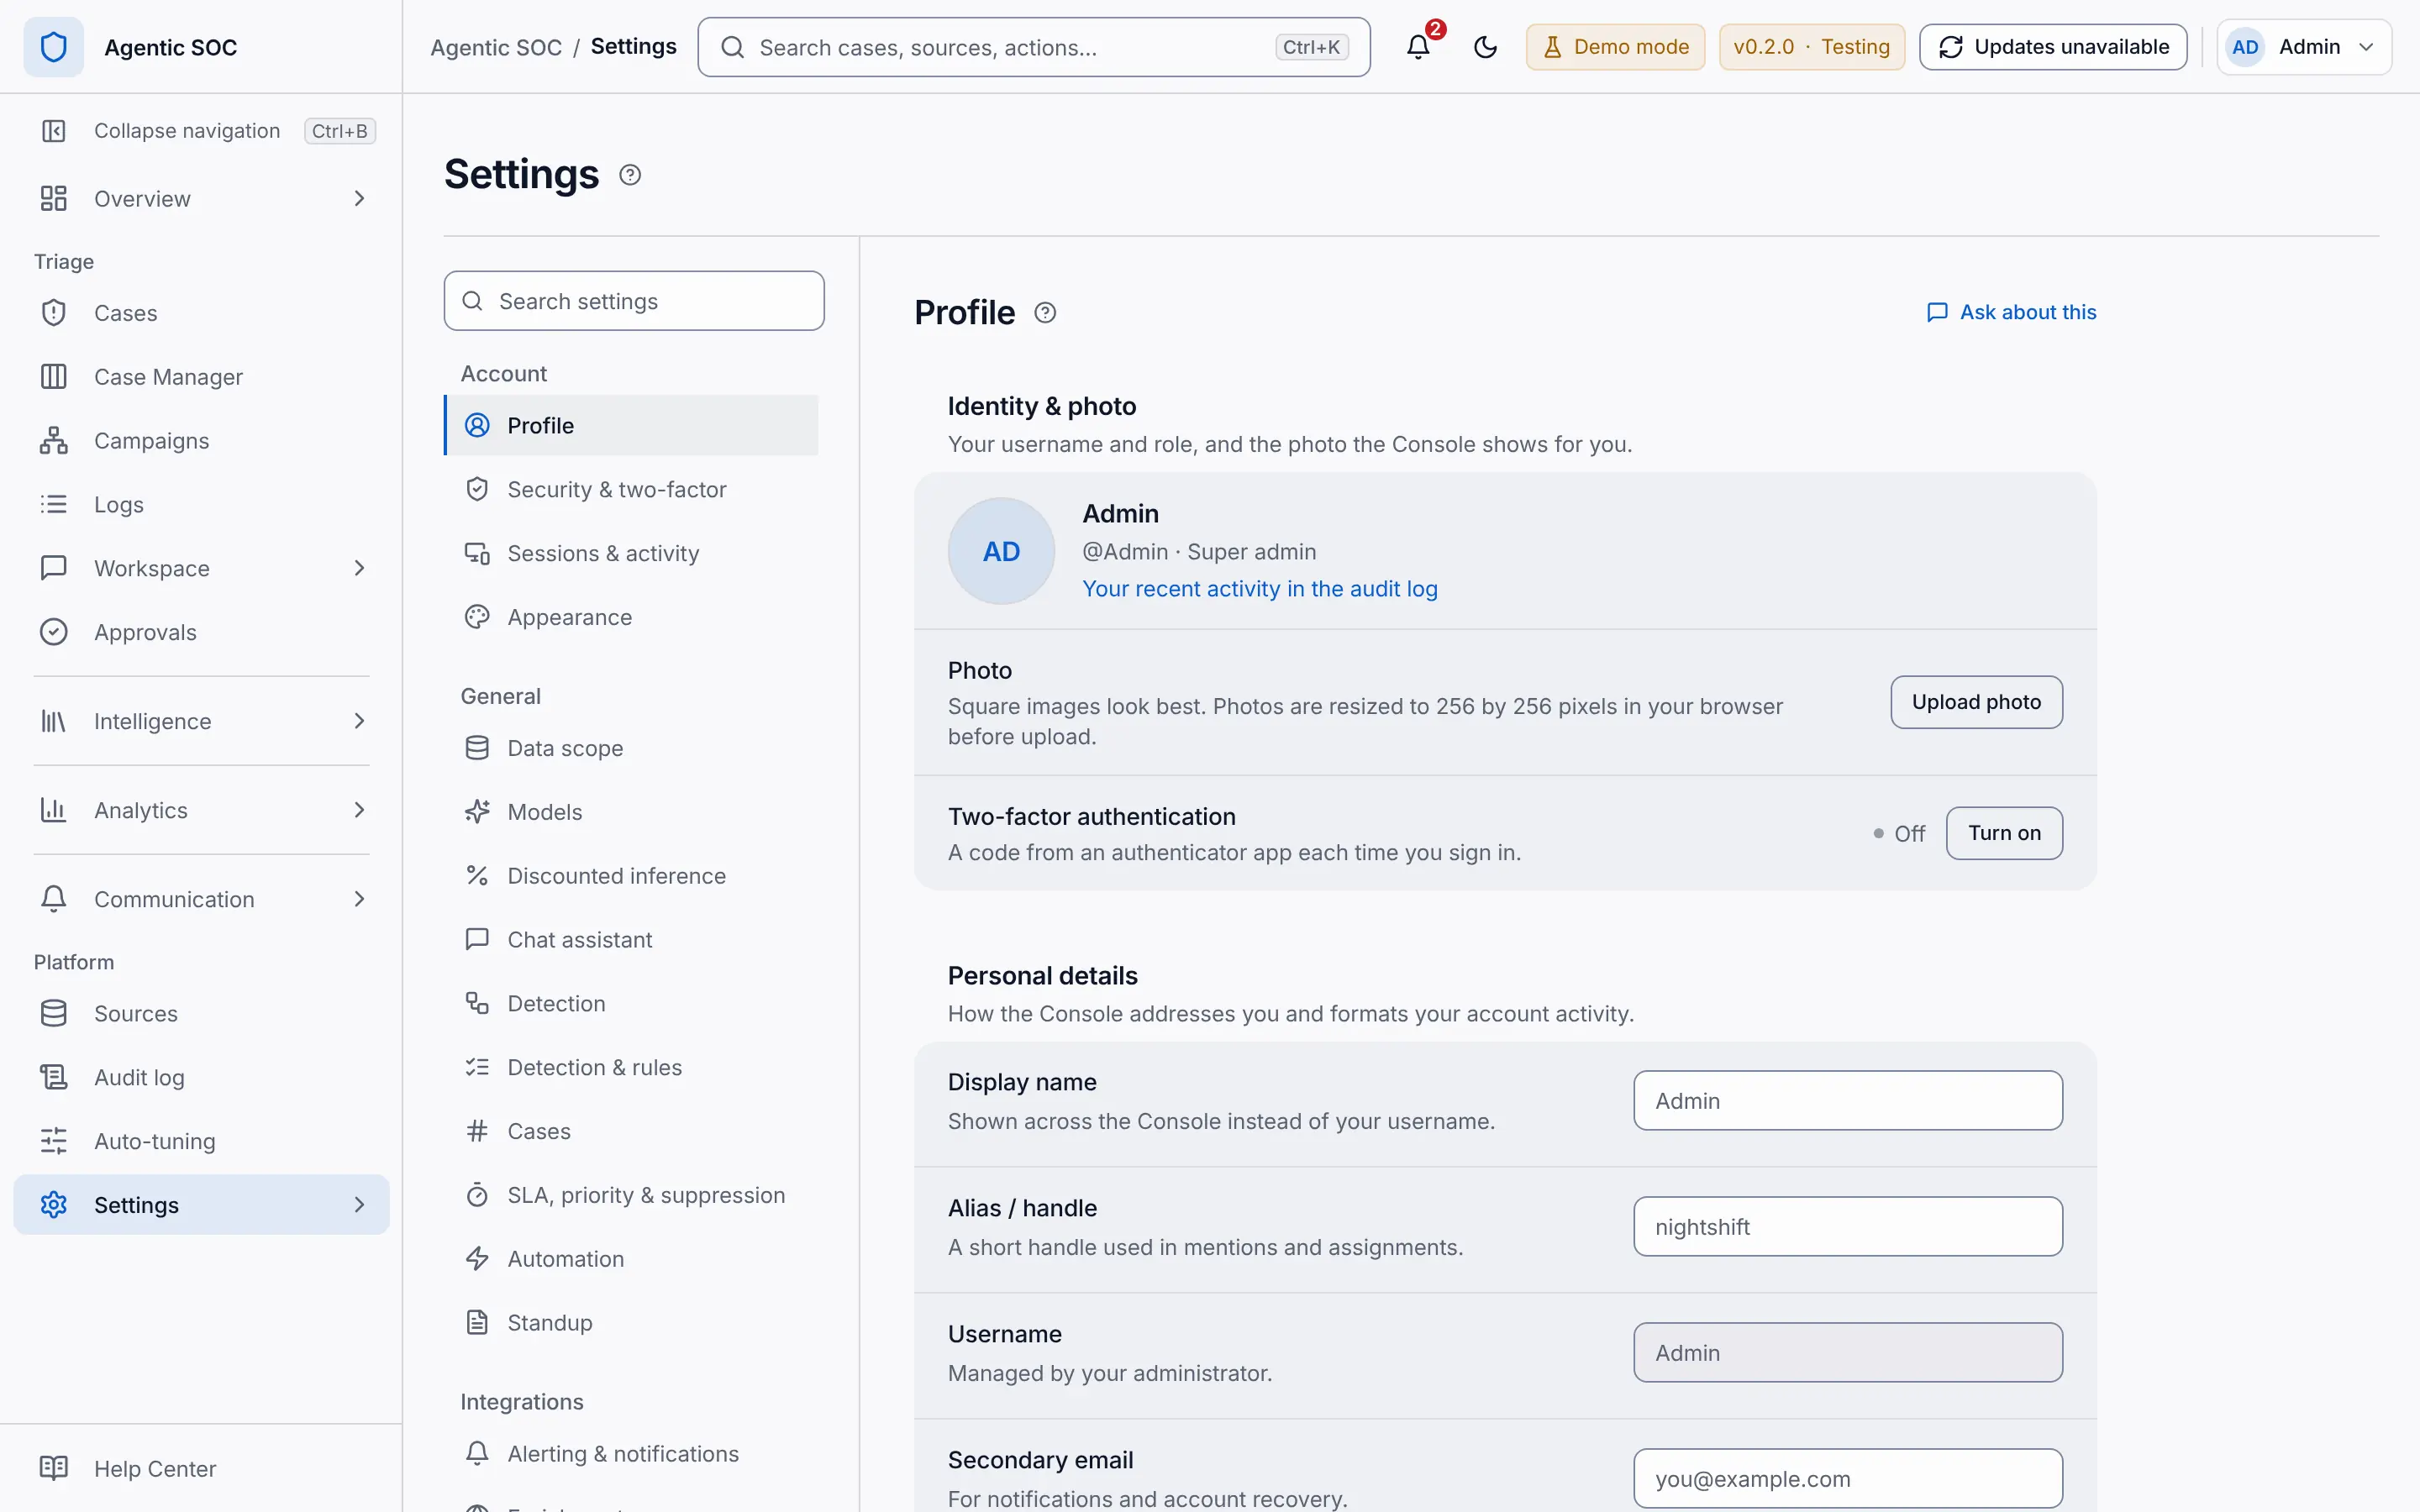 Agentic SOC
Agentic SOC / Settings
Search cases, sources, actions...
Ctrl+K
2
Demo mode
v0.2.0 · Testing
Updates unavailable
AD
Admin
Collapse navigation
Ctrl+B
Overview
Triage
Cases
Case Manager
Campaigns
Logs
Workspace
Approvals
Intelligence
Analytics
Communication
Platform
Sources
Audit log
Auto-tuning
Settings
Help Center
Settings
Search settings
Account
Profile
Security & two-factor
Sessions & activity
Appearance
General
Data scope
Models
Discounted inference
Chat assistant
Detection
Detection & rules
Cases
SLA, priority & suppression
Automation
Standup
Integrations
Alerting & notifications
Profile
Ask about this
Identity & photo
Your username and role, and the photo the Console shows for you.
AD
Admin
@Admin · Super admin
Your recent activity in the audit log
Photo
Square images look best. Photos are resized to 256 by 256 pixels in your browser
before upload.
Upload photo
Two-factor authentication
A code from an authenticator app each time you sign in.
Off
Turn on
Personal details
How the Console addresses you and formats your account activity.
Display name
Shown across the Console instead of your username.
Admin
Alias / handle
A short handle used in mentions and assignments.
nightshift
Username
Managed by your administrator.
Admin
Secondary email
For notifications and account recovery.
you@example.com